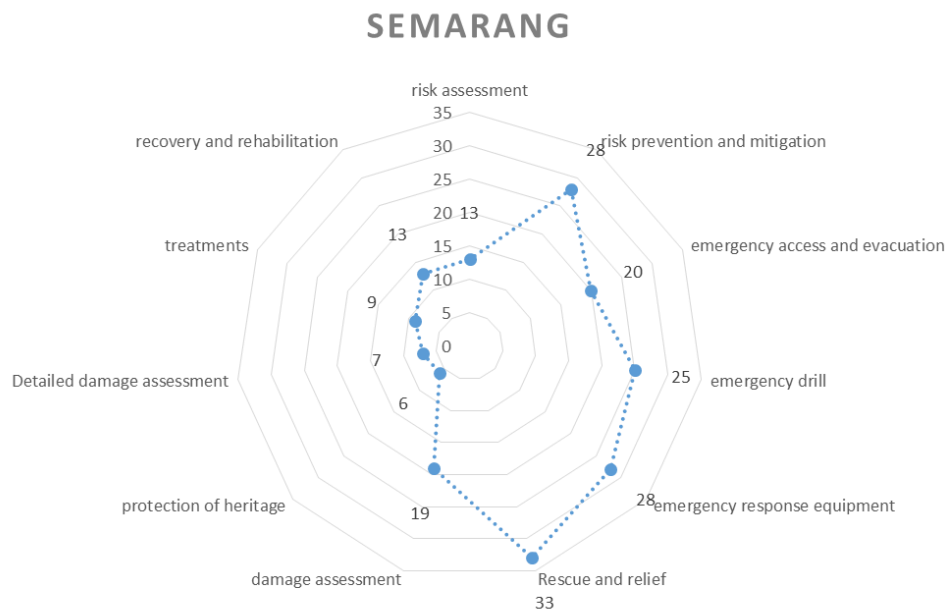 SEMARANG
risk assessment
35
recovery and rehabilitation
28
risk prevention and mitigation
30
25
20
13
13
treatments
15
emergency access and evacuation
20
10
9
5
0
7
Detailed damage assessment
25
emergency drill
6
protection of heritage
19
28
emergency response equipment
damage assessment
Rescue and relief
33